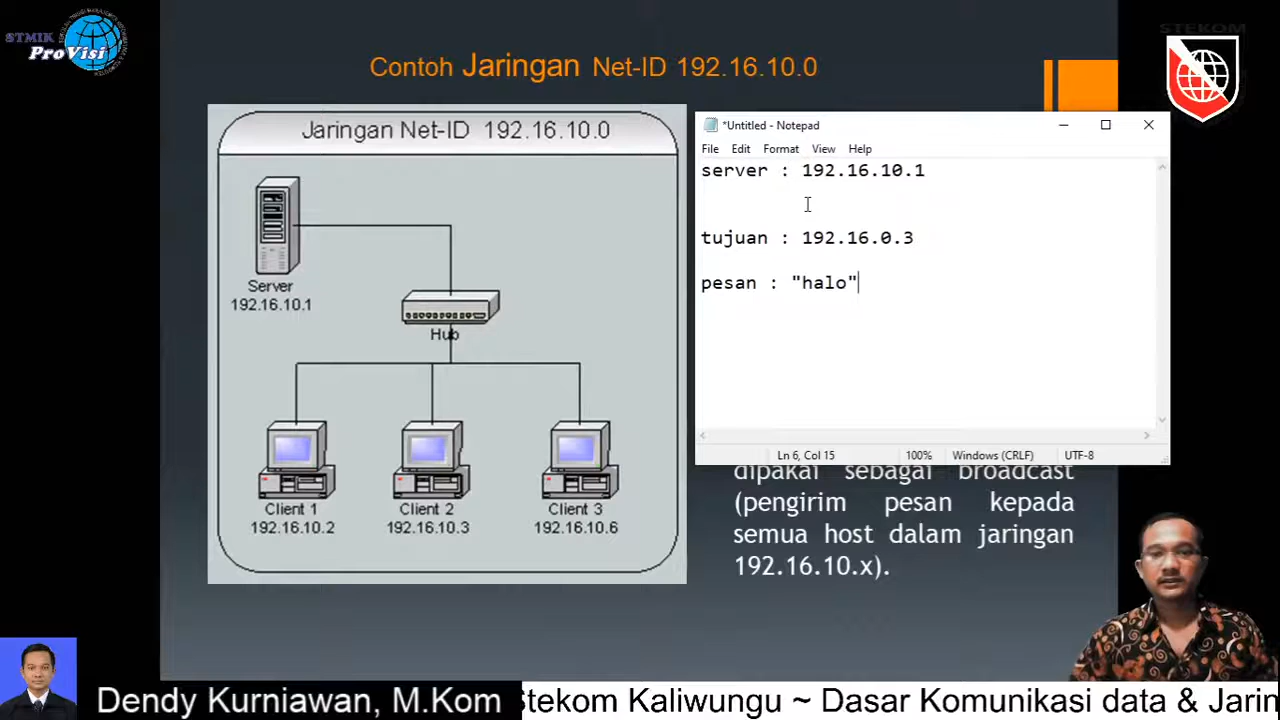 STMIK
ProVisi
STEKOM
Contoh Jaringan Net-ID 192.16.10.0
Jaringan Net-ID 192.16.10.0
Server
192.16.10.1
Hub
Client 1
192.16.10.2
Client 2
192.16.10.3
Client 3
192.16.10.6
*Untitled - Notepad
File Edit Format View Help
server : 192.16.10.1
tujuan : 192.16.0.3
pesan : "halo"
Ln 6, Col 15 100% Windows (CRLF) UTF-8
dipakai sebagai broadcast
(pengirim pesan kepada
semua host dalam jaringan
192.16.10.x).
Dendy Kurniawan, M.Kom
Stekom Kaliwungu ~ Dasar Komunikasi data & Jarin